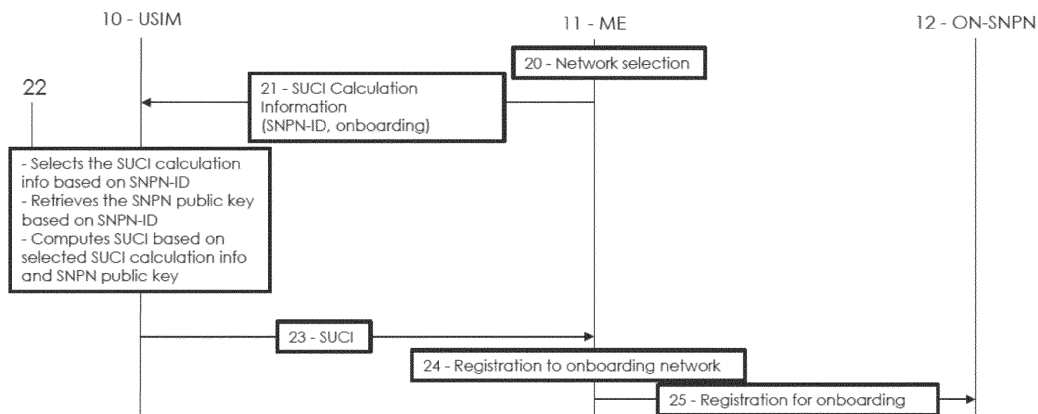 10 - USIM
11 - ME
12 - ON-SNPN
20 - Network selection
21 - SUCI Calculation
Information
(SNPN-ID, onboarding)
22
- Selects the SUCI calculation
info based on SNPN-ID
- Retrieves the SNPN public key
based on SNPN-ID
- Computes SUCI based on
selected SUCI calculation info
and SNPN public key
23 - SUCI
24 - Registration to onboarding network
25 - Registration for onboarding